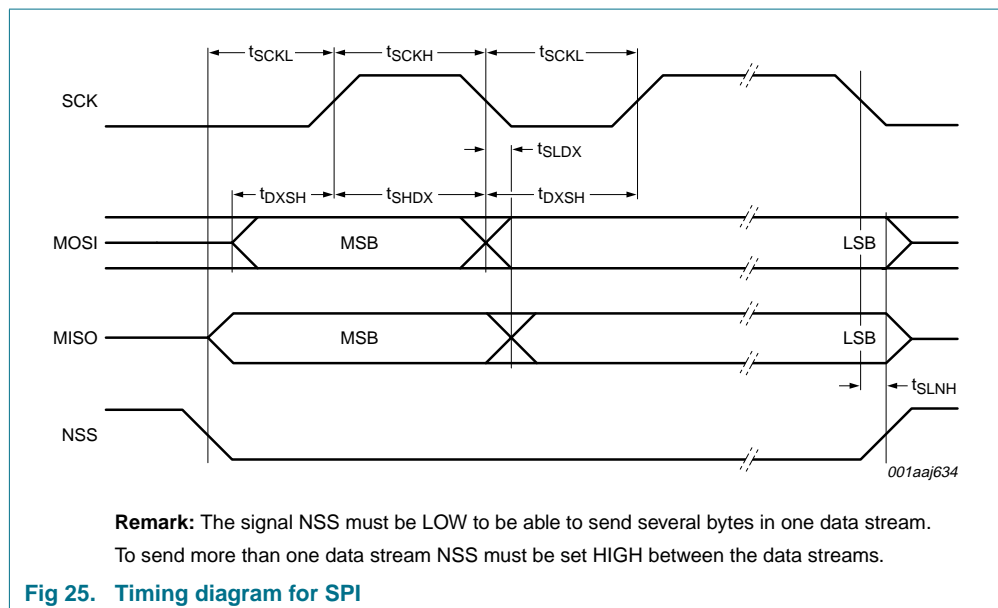 tSCKL tSCKH tSCKL
SCK
tSLDX
tDXSH tSHDX tDXSH
MOSI MSB LSB
MISO MSB LSB
tSLNH
NSS
001aaj634
Remark: The signal NSS must be LOW to be able to send several bytes in one data stream.
To send more than one data stream NSS must be set HIGH between the data streams.
Fig 25. Timing diagram for SPI